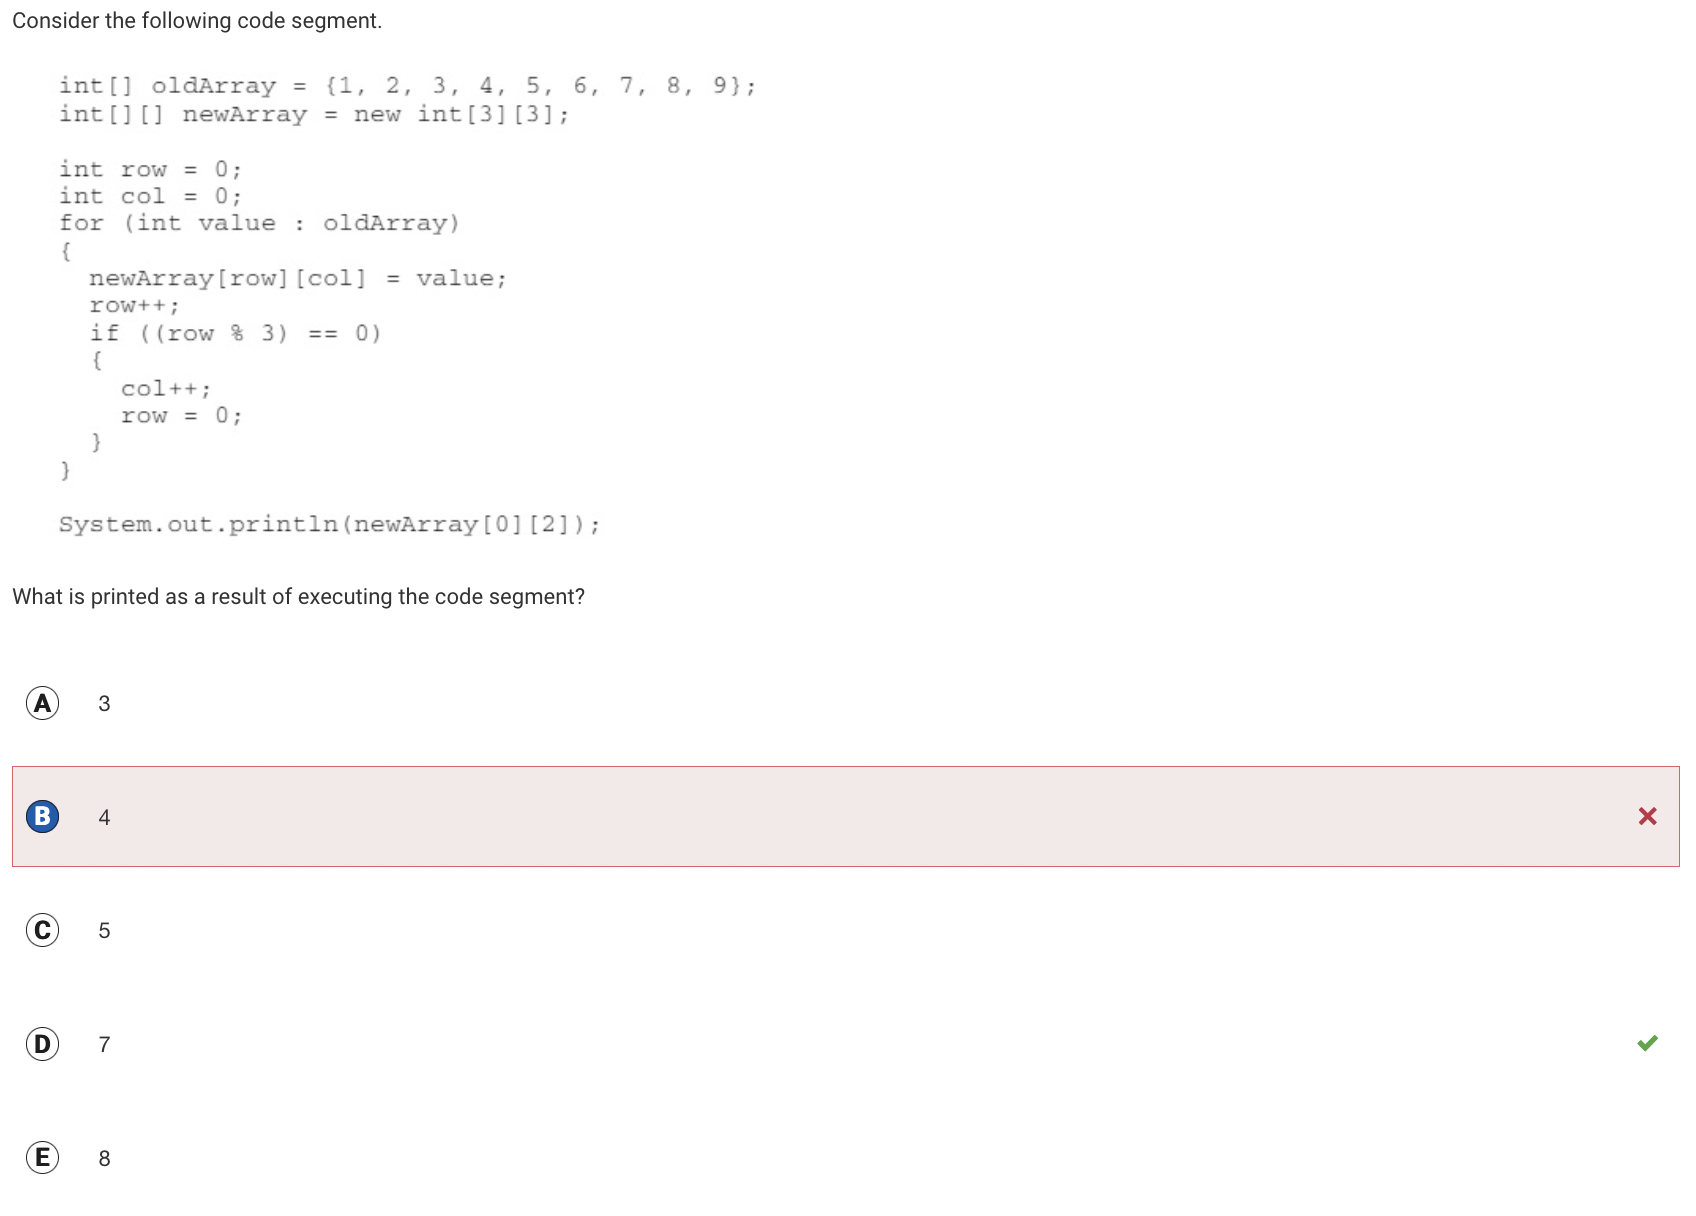 Consider the following code segment.
int[] oldArray = {1, 2, 3, 4, 5, 6, 7, 8, 9};
int[][] newArray = new int[3][3];
int row = 0;
int col = 0;
for (int value : oldArray)
{
newArray[row][col] = value;
row++;
if ((row % 3) == 0)
{
col++;
row = 0;
}
}
System.out.println(newArray[0][2]);
What is printed as a result of executing the code segment?
A 3
B 4
C 5
D 7
E 8